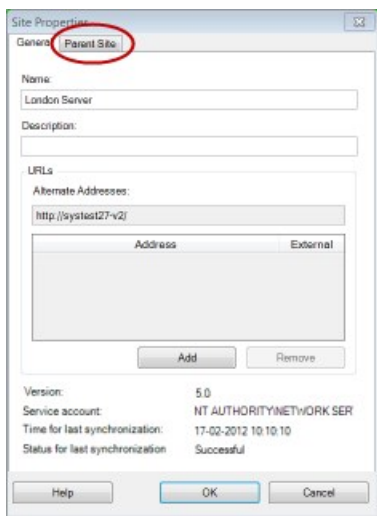 Site Properties
General Parent Site
Name:
London Server
Description:
URLs
Alternate Addresses:
http://systest27-v2/
Address External
Add Remove
Version: 5.0
Service account: NT AUTHORITY\NETWORK SER
Time for last synchronization: 17-02-2012 10:10:10
Status for last synchronization Successful
Help OK Cancel